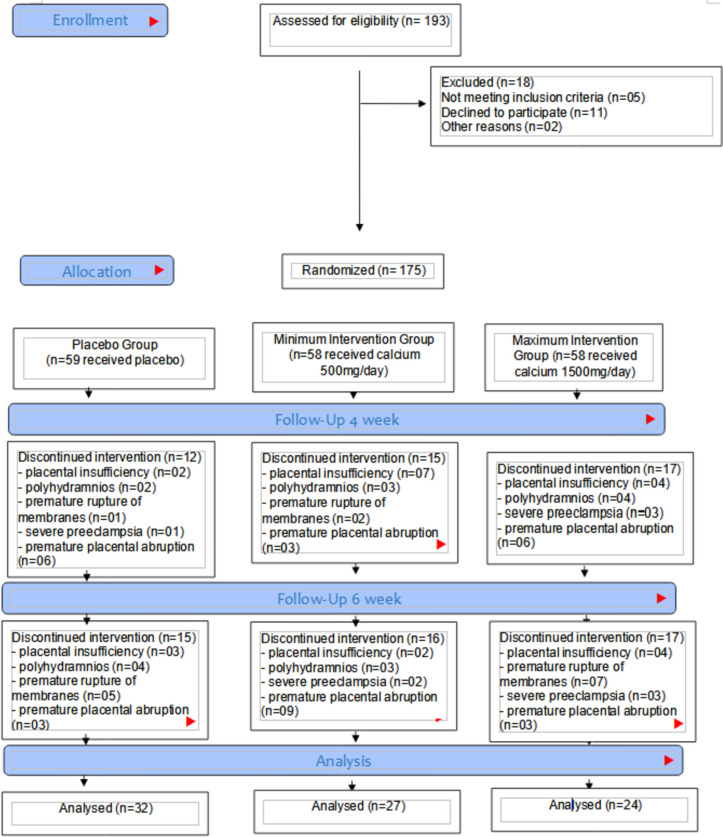 Enrollment
Assessed for eligibility (n= 193)
Excluded (n=18)
Not meeting inclusion criteria (n=05)
Declined to participate (n=11)
Other reasons (n=02)
Allocation
Randomized (n= 175)
Placebo Group
(n=59 received placebo)
Minimum Intervention Group
(n=58 received calcium
500mg/day)
Maximum Intervention
Group (n=58 received
calcium 1500mg/day)
Follow-Up 4 week
Discontinued intervention (n=12)
- placental insufficiency (n=02)
- polyhydramnios (n=02)
- premature rupture of
membranes (n=01)
- severe preeclampsia (n=01)
- premature placental abruption
(n=06)
Discontinued intervention (n=15)
- placental insufficiency (n=07)
- polyhydramnios (n=03)
- premature rupture of
membranes (n=02)
- premature placental abruption
(n=03)
Discontinued intervention (n=17)
- placental insufficiency (n=04)
- polyhydramnios (n=04)
- severe preeclampsia (n=03)
- premature placental abruption
(n=06)
Follow-Up 6 week
Discontinued intervention (n=15)
- placental insufficiency (n=03)
- polyhydramnios (n=04)
- premature rupture of
membranes (n=05)
- premature placental abruption
(n=03)
Discontinued intervention (n=16)
- placental insufficiency (n=02)
- polyhydramnios (n=03)
- severe preeclampsia (n=02)
- premature placental abruption
(n=09)
Discontinued intervention (n=17)
- placental insufficiency (n=04)
- premature rupture of
membranes (n=07)
- severe preeclampsia (n=03)
- premature placental abruption
(n=03)
Analysis
Analysed (n=32)
Analysed (n=27)
Analysed (n=24)